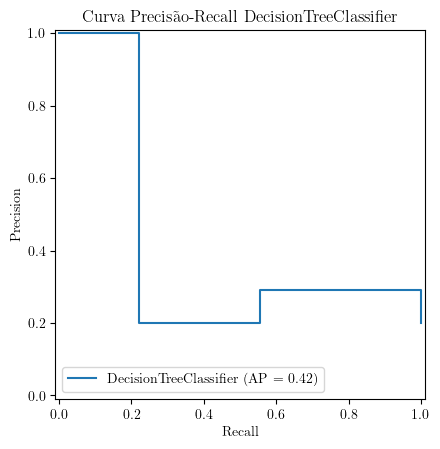 Curva Precisão-Recall DecisionTreeClassifier
1.0
0.8
0.6
0.4
0.2
0.0
Precision
DecisionTreeClassifier (AP = 0.42)
0.0 0.2 0.4 0.6 0.8 1.0
Recall